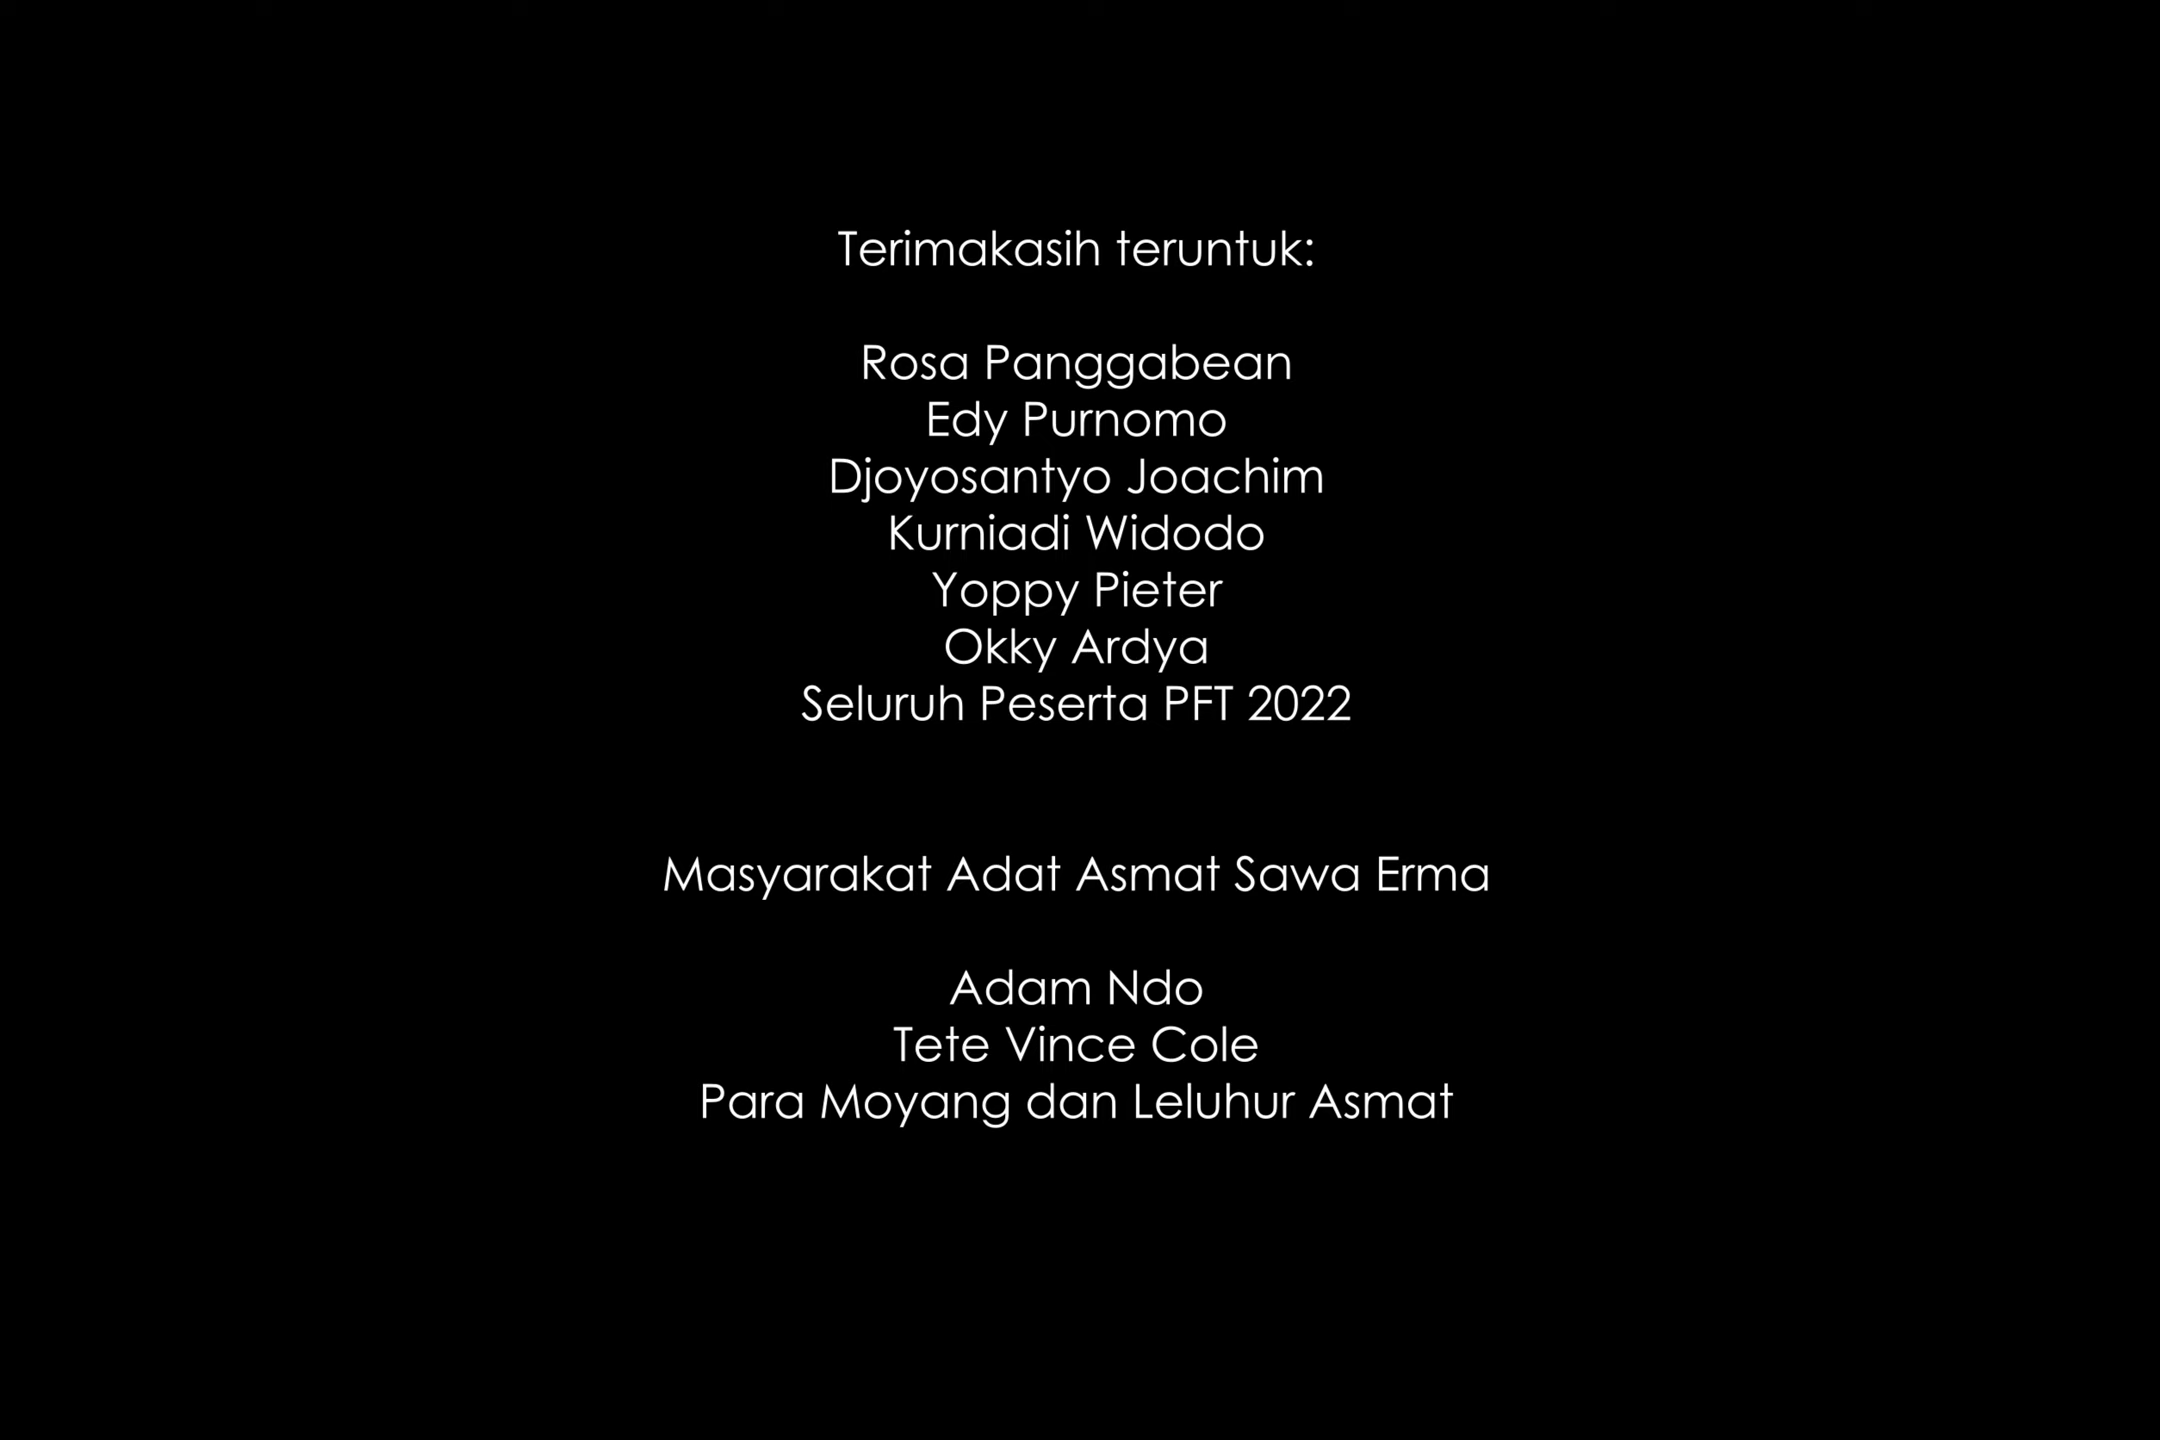 Terimakasih teruntuk:
Rosa Panggabean
Edy Purnomo
Djoyosantyo Joachim
Kurniadi Widodo
Yoppy Pieter
Okky Ardya
Seluruh Peserta PFT 2022
Masyarakat Adat Asmat Sawa Erma
Adam Ndo
Tete Vince Cole
Para Moyang dan Leluhur Asmat